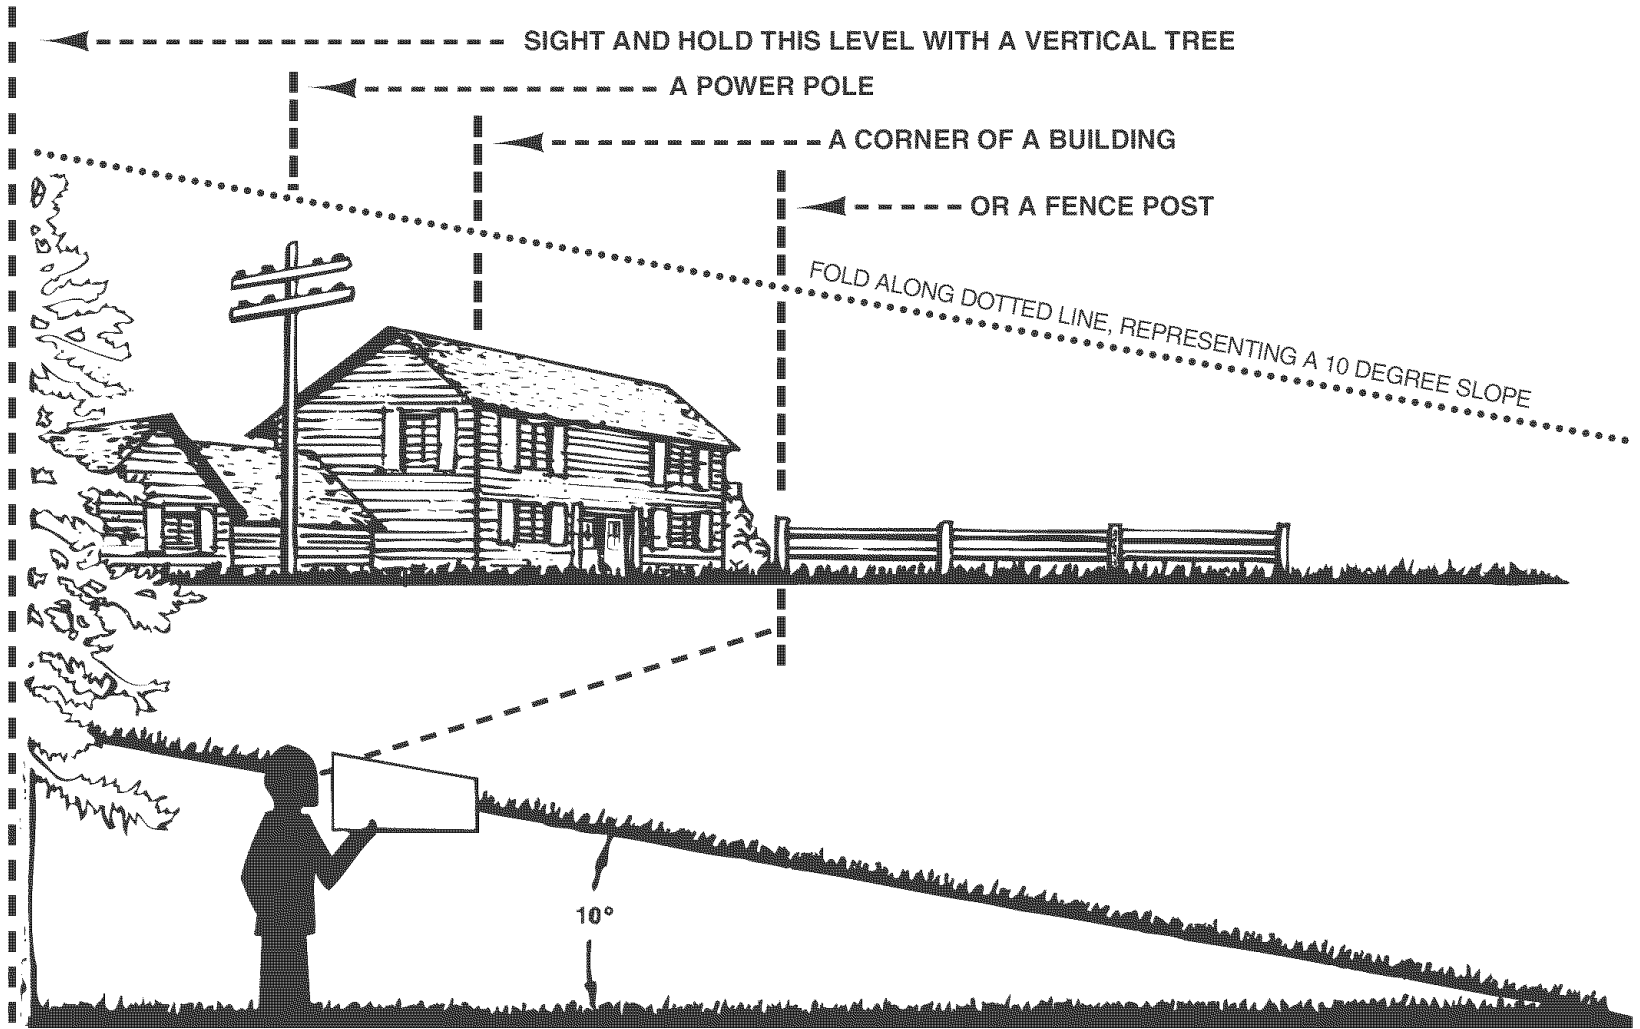 SIGHT AND HOLD THIS LEVEL WITH A VERTICAL TREE
A POWER POLE
A CORNER OF A BUILDING
OR A FENCE POST
FOLD ALONG DOTTED LINE, REPRESENTING A 10 DEGREE SLOPE
10°